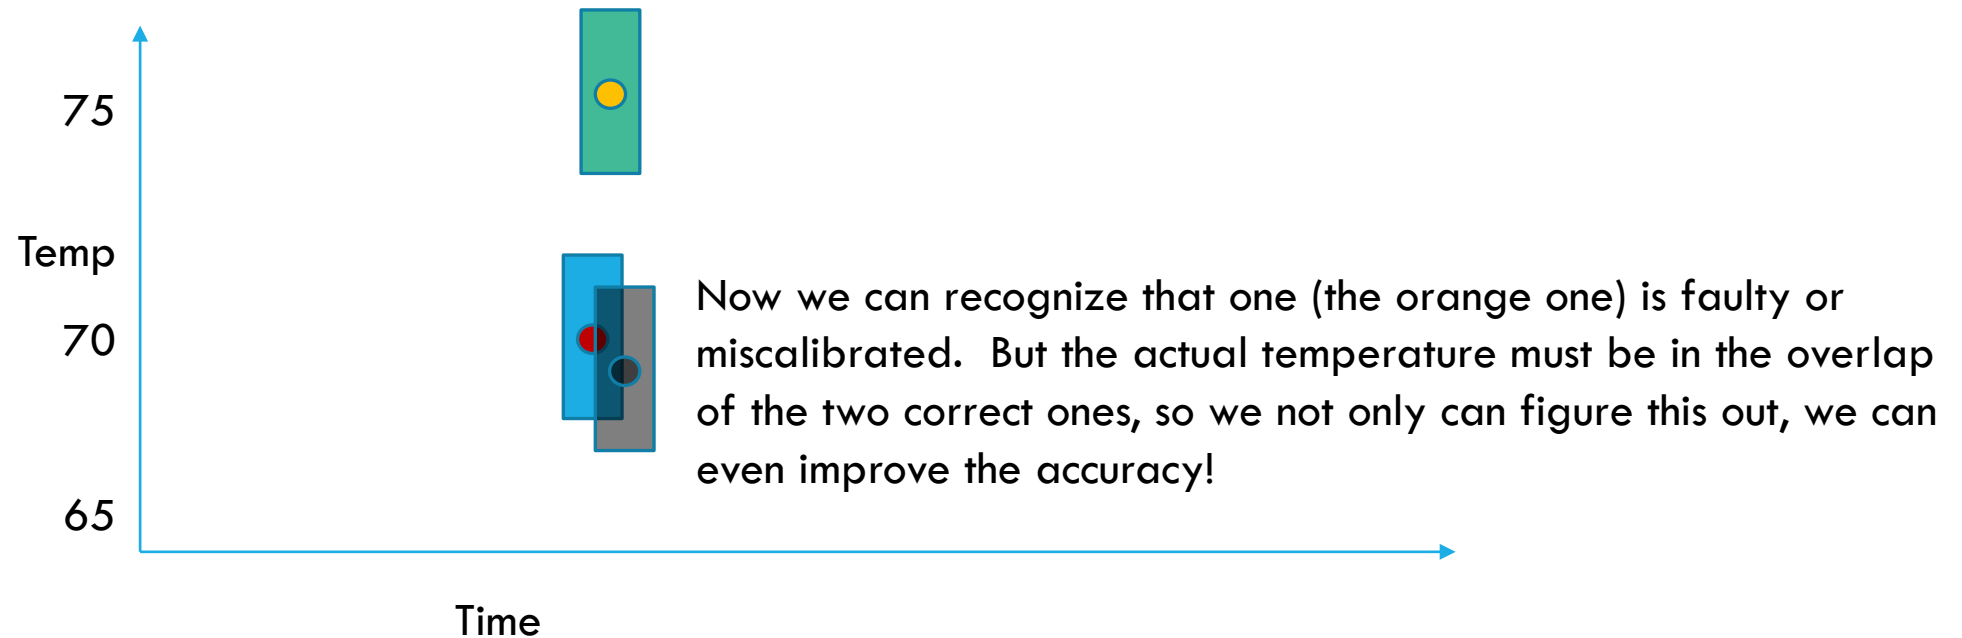 75
Temp
70
65
Now we can recognize that one (the orange one) is faulty or
miscalibrated.  But the actual temperature must be in the overlap
of the two correct ones, so we not only can figure this out, we can
even improve the accuracy!
Time